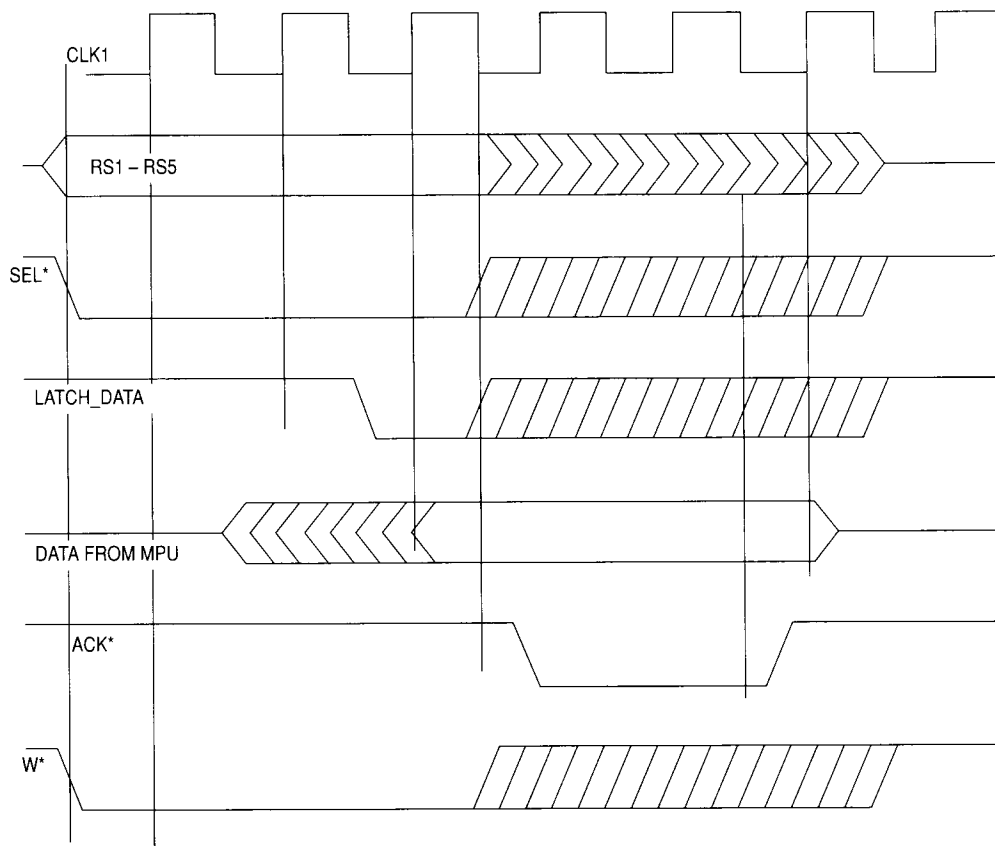 CLK1
RS1 – RS5
SEL*
LATCH_DATA
DATA FROM MPU
ACK*
W*